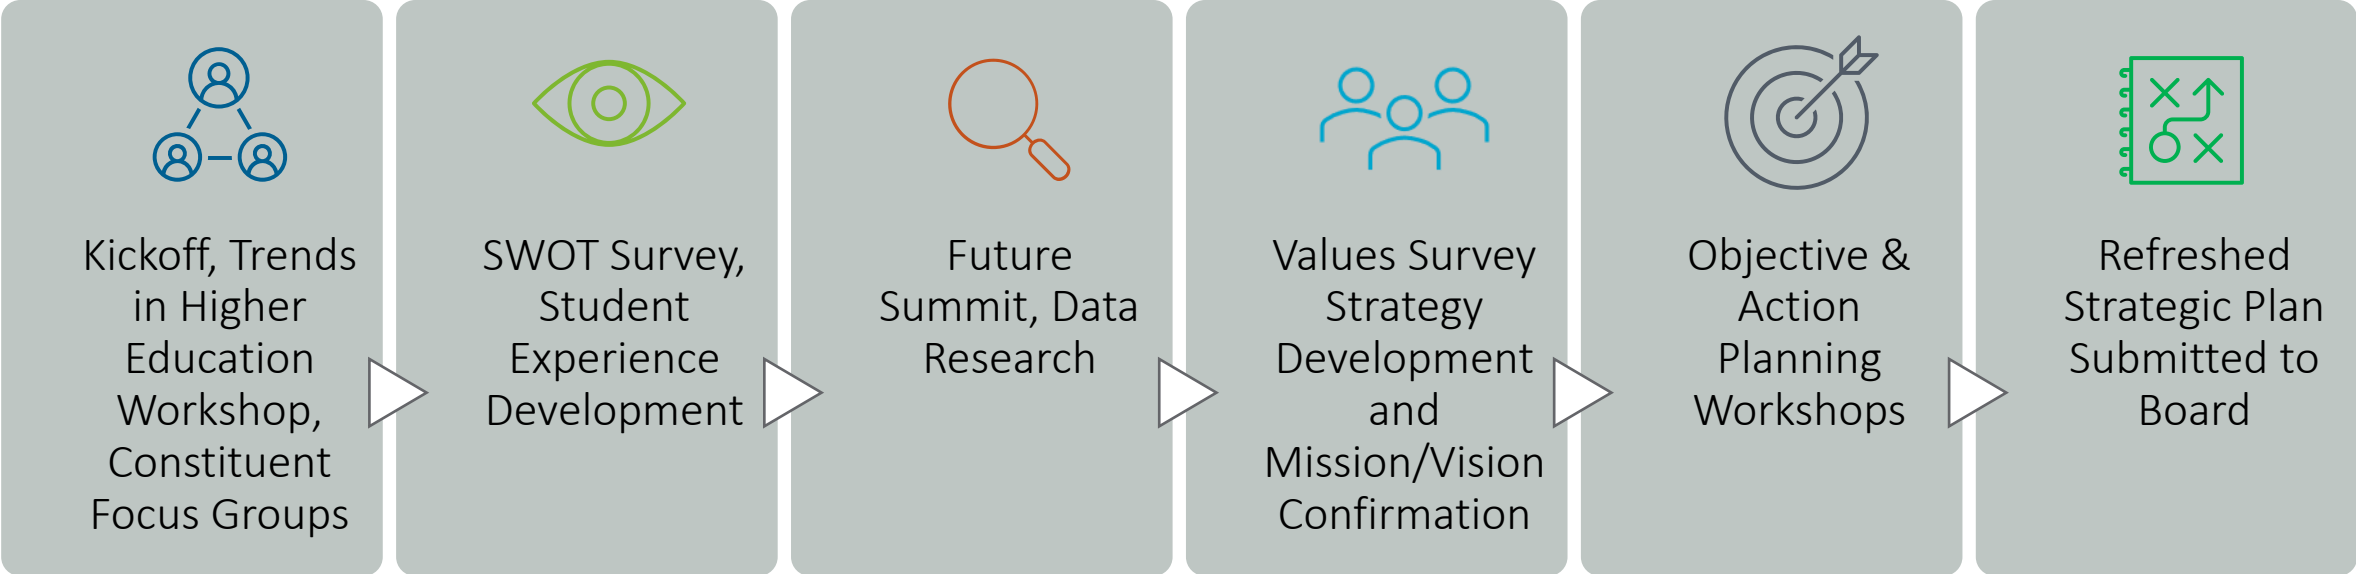 Kickoff, Trends
in Higher
Education
Workshop,
Constituent
Focus Groups
SWOT Survey,
Student
Experience
Development
Future
Summit, Data
Research
Values Survey
Strategy
Development
and
Mission/Vision
Confirmation
Objective &
Action
Planning
Workshops
Refreshed
Strategic Plan
Submitted to
Board